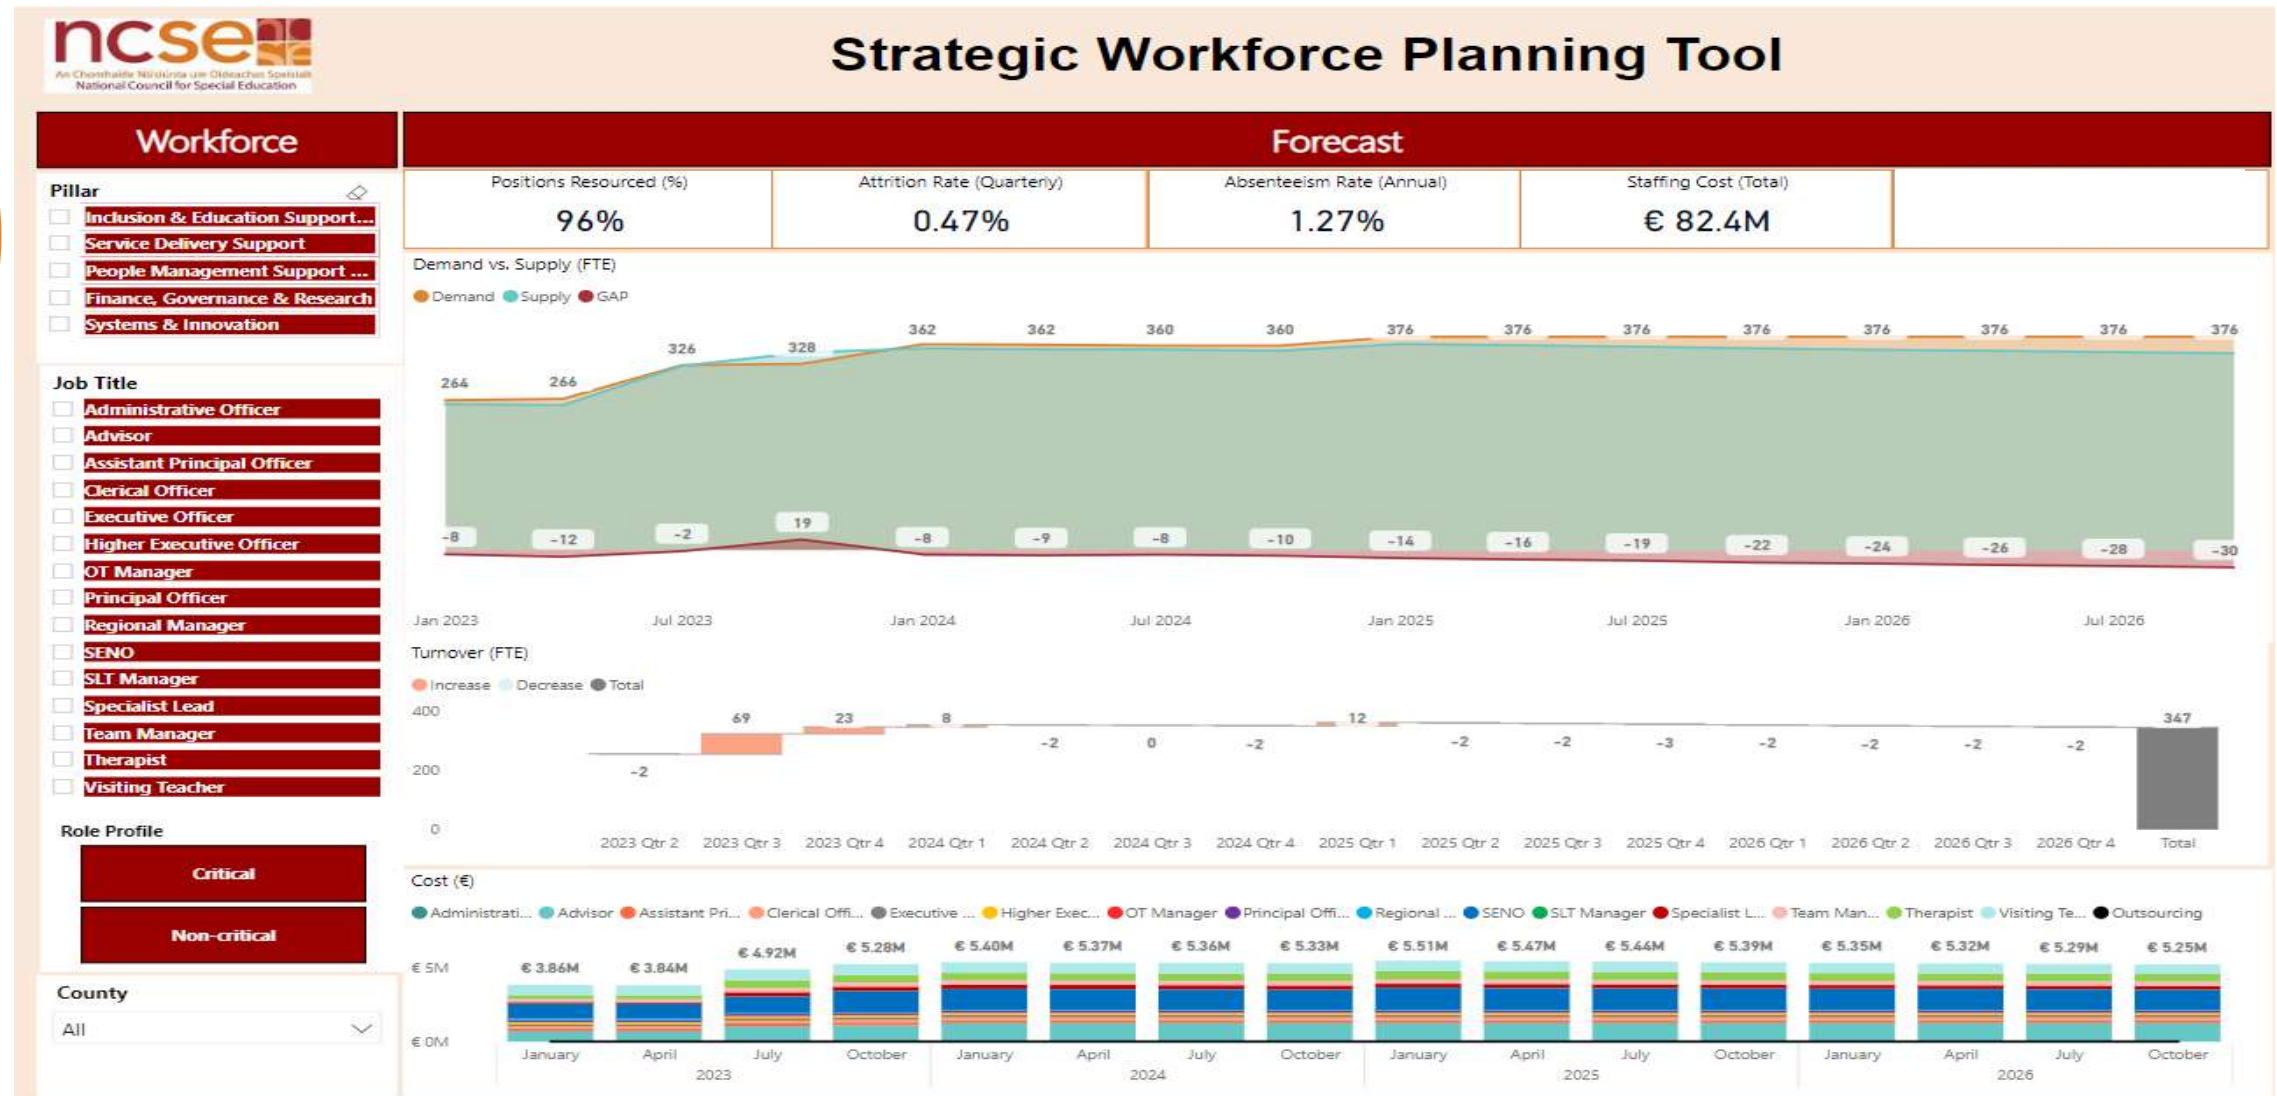 ncse
National Council for Special Education
Strategic Workforce Planning Tool
Workforce
Forecast
Pillar
Inclusion & Education Support...
Service Delivery Support
People Management Support ...
Finance, Governance & Research
Systems & Innovation
Job Title
Administrative Officer
Advisor
Assistant Principal Officer
Clerical Officer
Executive Officer
Higher Executive Officer
OT Manager
Principal Officer
Regional Manager
SENO
SLT Manager
Specialist Lead
Team Manager
Therapist
Visiting Teacher
Role Profile
Critical
Non-critical
County
All
Positions Resourced (%) Attrition Rate (Quarterly) Absenteeism Rate (Annual) Staffing Cost (Total)
96% 0.47% 1.27% € 82.4M
Demand vs. Supply (FTE)
Demand Supply GAP
264 266 326 328 362 362 360 360 376 376 376 376 376 376 376 376
-8 -12 -2 19 -8 -9 -8 -10 -14 -16 -19 -22 -24 -26 -28 -30
Jan 2023 Jul 2023 Jan 2024 Jul 2024 Jan 2025 Jul 2025 Jan 2026 Jul 2026
Turnover (FTE)
Increase Decrease Total
400
200
0
-2 69 23 8 -2 0 -2 12 -2 -2 -3 -2 -2 -2 -2 347
2023 Qtr 2 2023 Qtr 3 2023 Qtr 4 2024 Qtr 1 2024 Qtr 2 2024 Qtr 3 2024 Qtr 4 2025 Qtr 1 2025 Qtr 2 2025 Qtr 3 2025 Qtr 4 2026 Qtr 1 2026 Qtr 2 2026 Qtr 3 2026 Qtr 4 Total
Cost (€)
Administrati... Advisor Assistant Pri... Clerical Offi... Executive ... Higher Exec... OT Manager Principal Offi... Regional ... SENO SLT Manager Specialist L... Team Man... Therapist Visiting Te... Outsourcing
€ 3.86M € 3.84M € 4.92M € 5.28M € 5.40M € 5.37M € 5.36M € 5.33M € 5.51M € 5.47M € 5.44M € 5.39M € 5.35M € 5.32M € 5.29M € 5.25M
€ 5M
€ 0M
January April July October January April July October January April July October January April July October
2023 2024 2025 2026